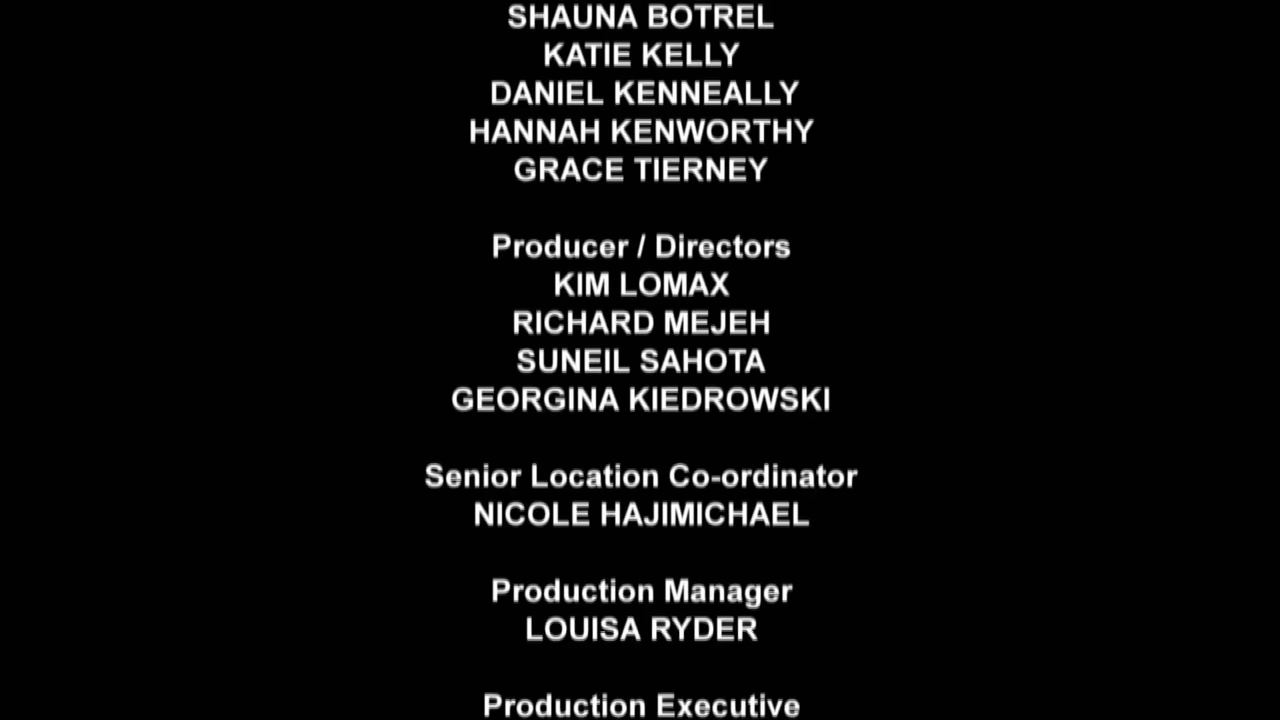 SHAUNA BOTREL
KATIE KELLY
DANIEL KENNEALLY
HANNAH KENWORTHY
GRACE TIERNEY
Producer / Directors
KIM LOMAX
RICHARD MEJEH
SUNEIL SAHOTA
GEORGINA KIEDROWSKI
Senior Location Co-ordinator
NICOLE HAJIMICHAEL
Production Manager
LOUISA RYDER
Production Executive